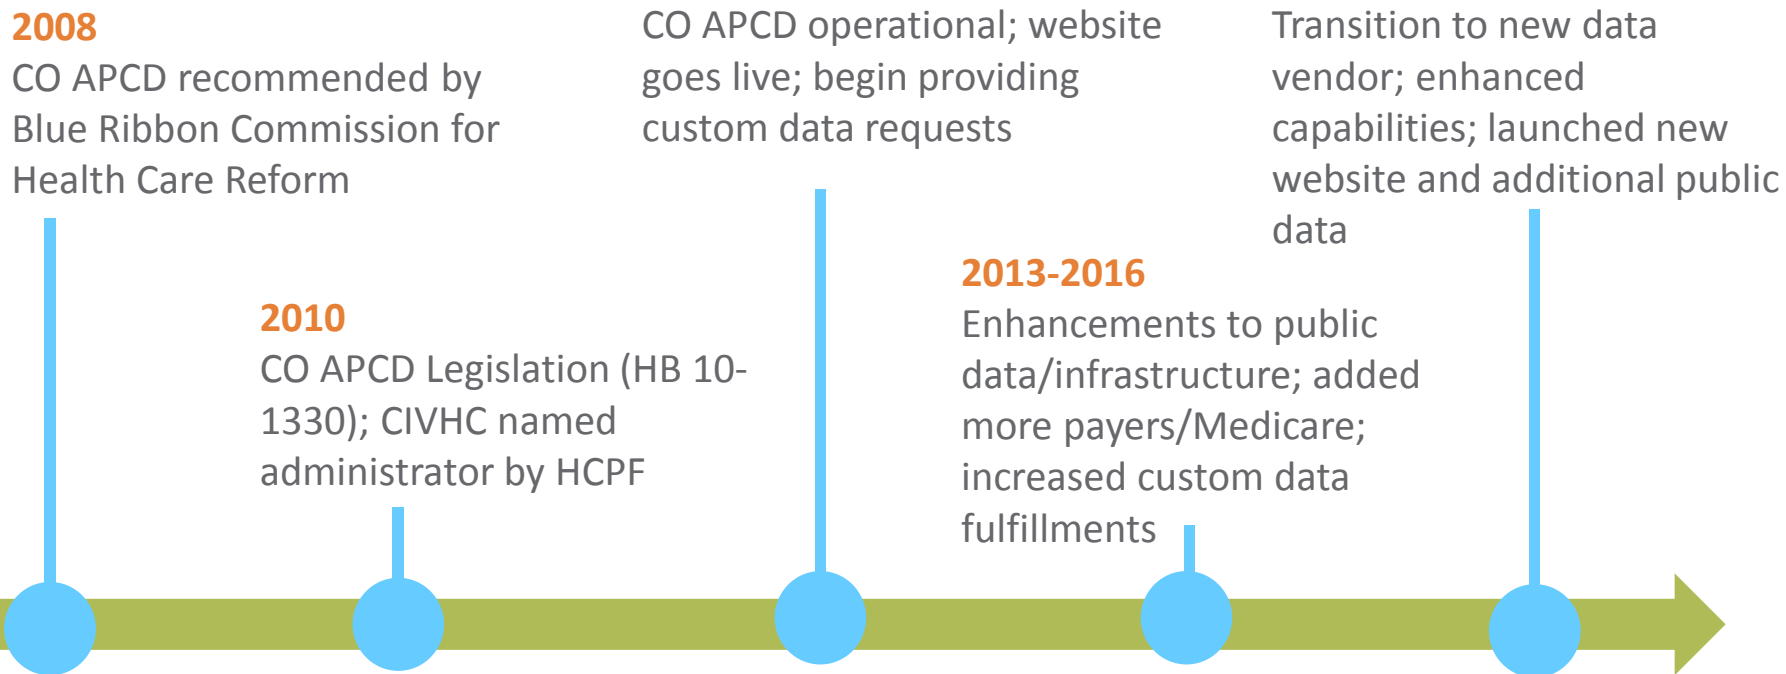 2008
CO APCD recommended by
Blue Ribbon Commission for
Health Care Reform
2010
CO APCD Legislation (HB 10-
1330); CIVHC named
administrator by HCPF
CO APCD operational; website
goes live; begin providing
custom data requests
2013-2016
Enhancements to public
data/infrastructure; added
more payers/Medicare;
increased custom data
fulfillments
Transition to new data
vendor; enhanced
capabilities; launched new
website and additional public
data